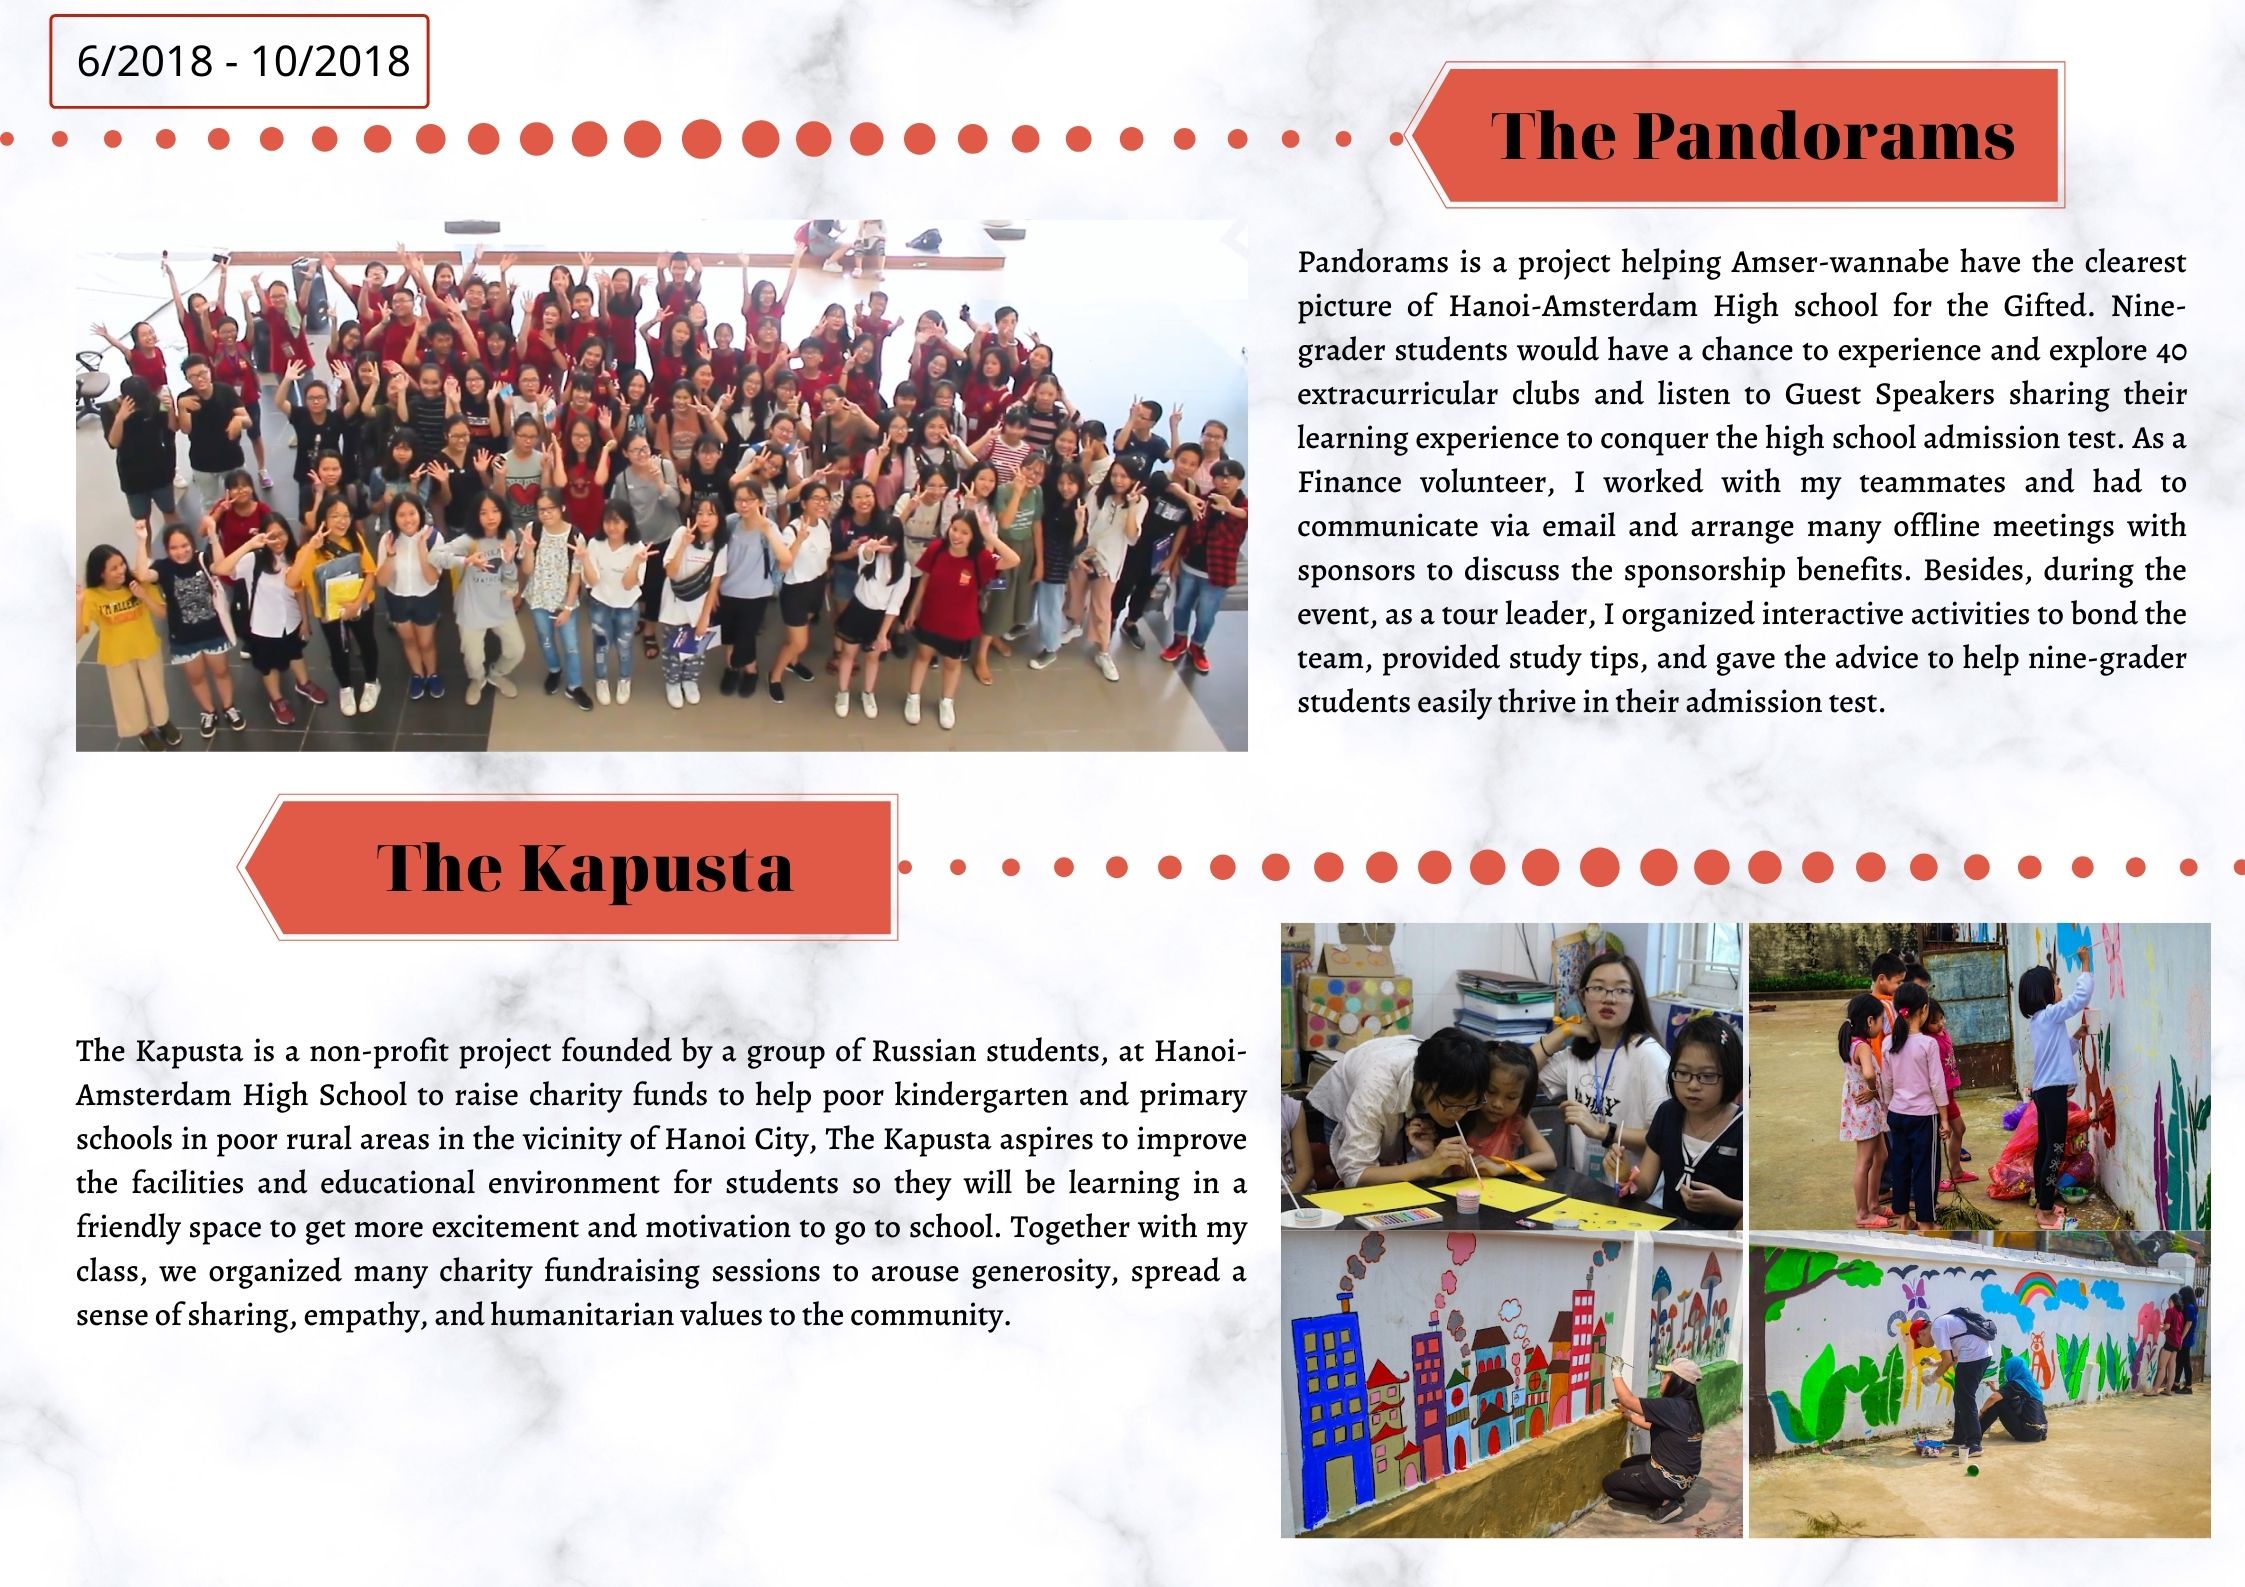 6/2018 - 10/2018
The Pandorams
Pandorams is a project helping Amser-wannabe have the clearest
picture of Hanoi-Amsterdam High school for the Gifted. Nine-
grader students would have a chance to experience and explore 40
extracurricular clubs and listen to Guest Speakers sharing their
learning experience to conquer the high school admission test. As a
Finance volunteer, I worked with my teammates and had to
communicate via email and arrange many offline meetings with
sponsors to discuss the sponsorship benefits. Besides, during the
event, as a tour leader, I organized interactive activities to bond the
team, provided study tips, and gave the advice to help nine-grader
students easily thrive in their admission test.
The Kapusta
The Kapusta is a non-profit project founded by a group of Russian students, at Hanoi-
Amsterdam High School to raise charity funds to help poor kindergarten and primary
schools in poor rural areas in the vicinity of Hanoi City, The Kapusta aspires to improve
the facilities and educational environment for students so they will be learning in a
friendly space to get more excitement and motivation to go to school. Together with my
class, we organized many charity fundraising sessions to arouse generosity, spread a
sense of sharing, empathy, and humanitarian values to the community.